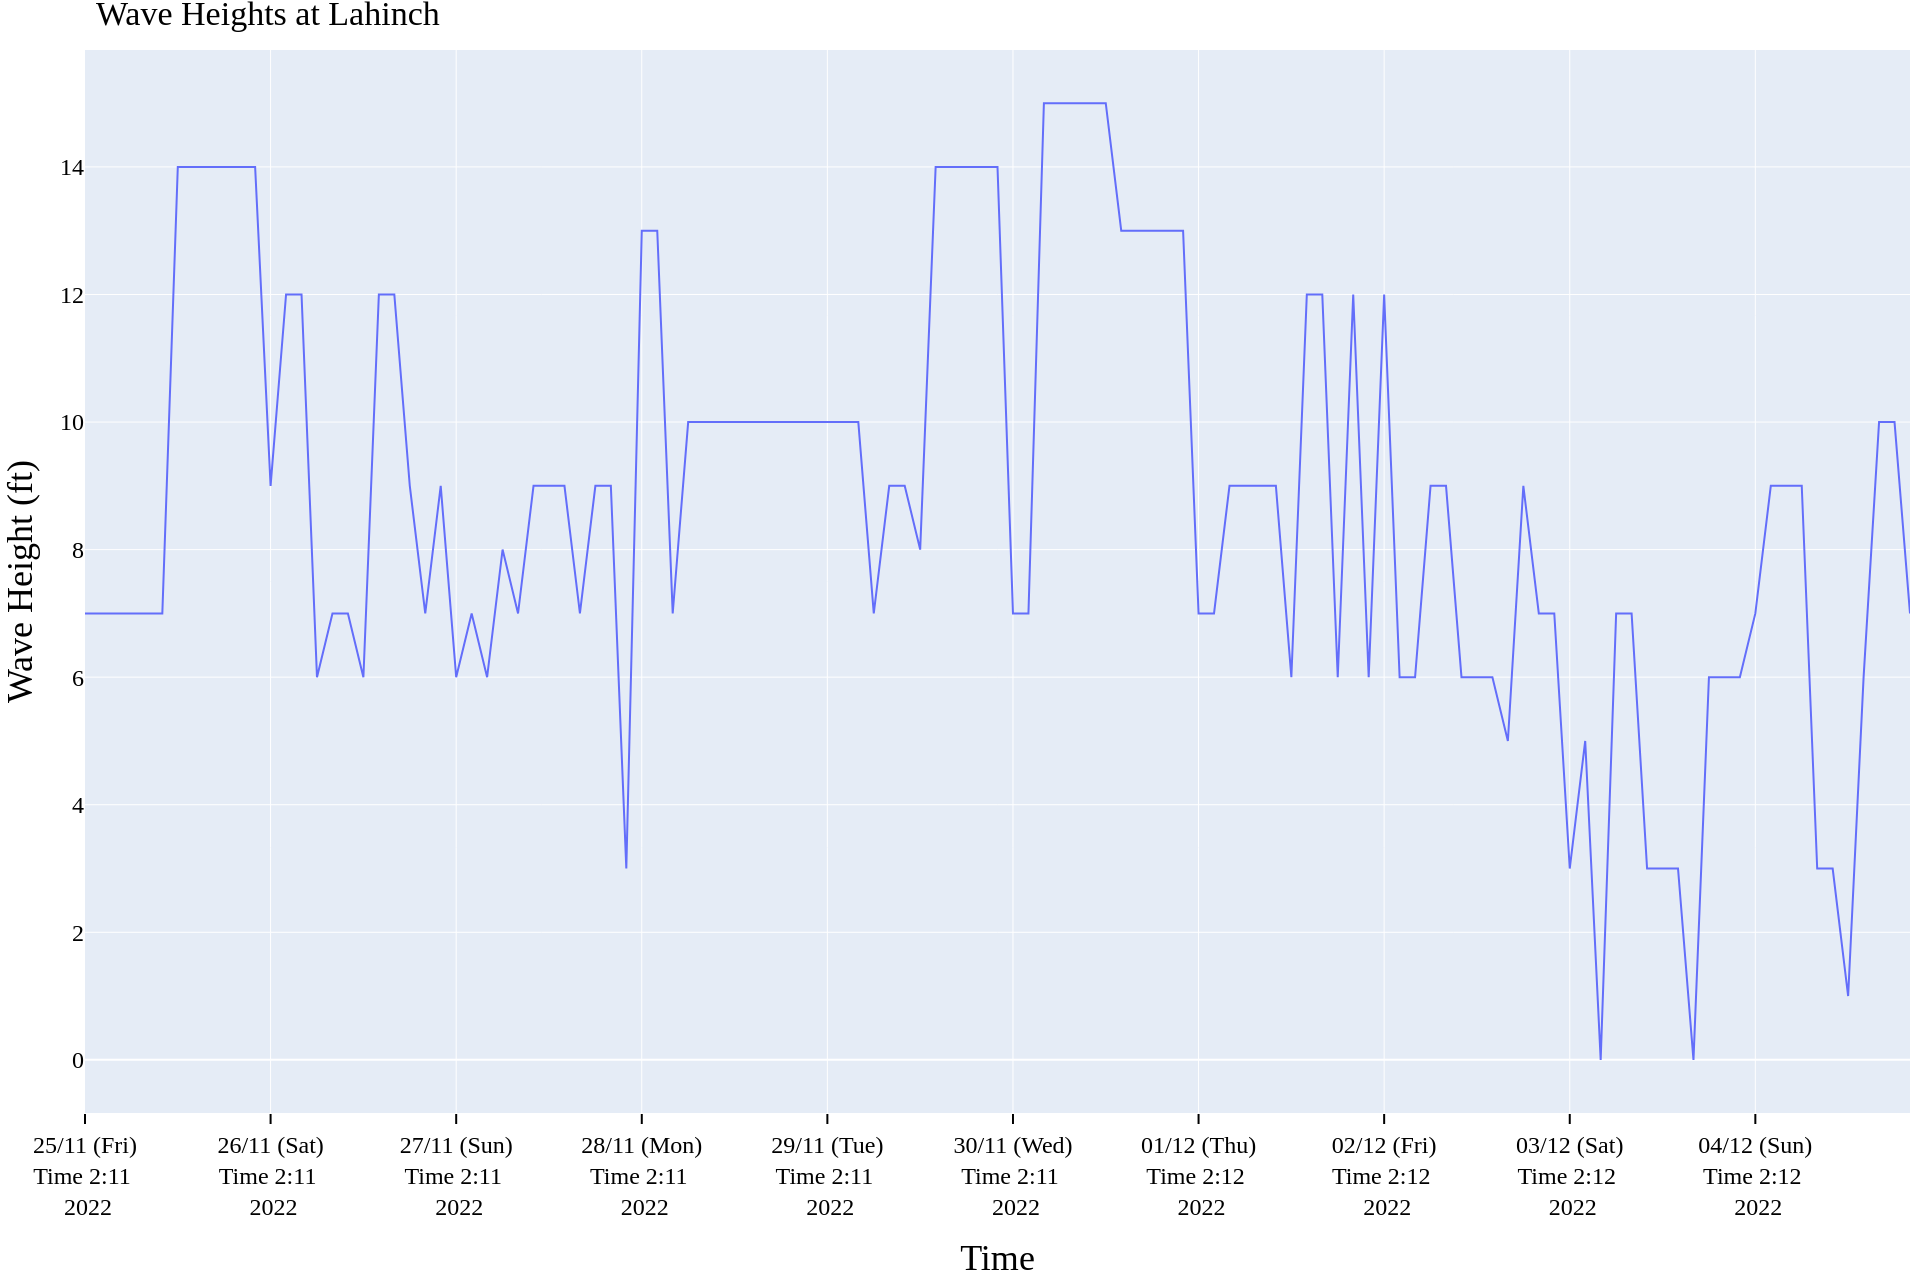 Wave Heights at Lahinch
Wave Height (ft)
14
12
10
8
6
4
2
0
25/11 (Fri) 26/11 (Sat) 27/11 (Sun) 28/11 (Mon) 29/11 (Tue) 30/11 (Wed) 01/12 (Thu) 02/12 (Fri) 03/12 (Sat) 04/12 (Sun)
Time 2:11 Time 2:11 Time 2:11 Time 2:11 Time 2:11 Time 2:11 Time 2:12 Time 2:12 Time 2:12 Time 2:12
2022 2022 2022 2022 2022 2022 2022 2022 2022 2022
Time